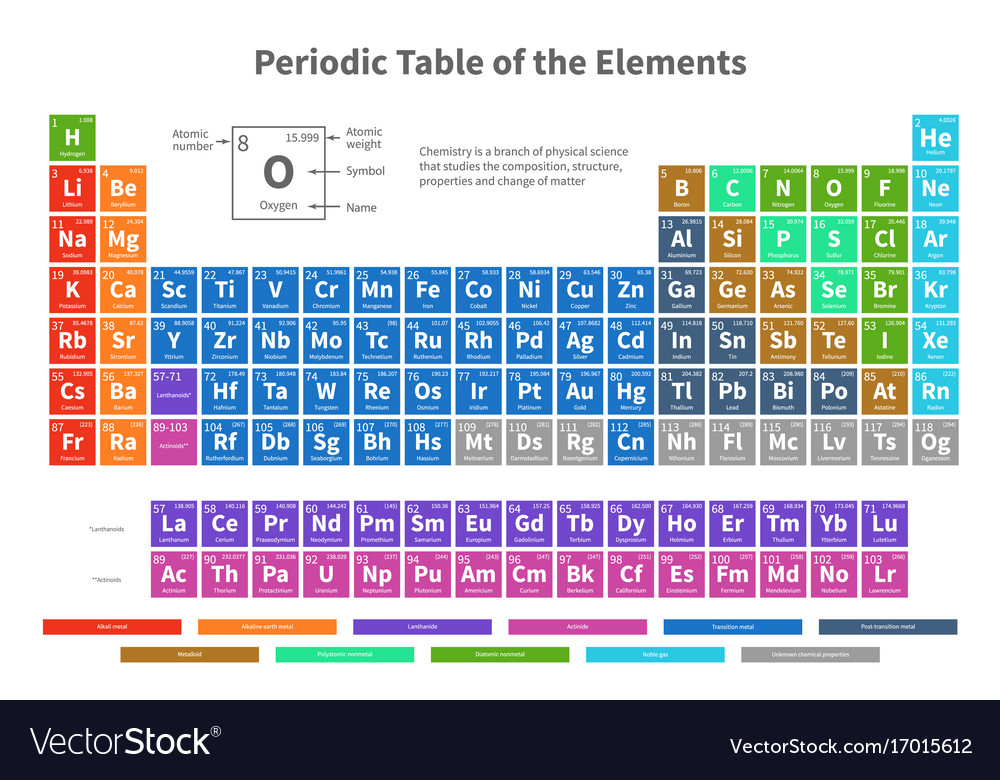 Periodic Table of the Elements
1 1.008
H
Hydrogen
2 4.0026
He
Helium
Atomic
number
8 15.999
O
Oxygen
Atomic
weight
Symbol
Name
Chemistry is a branch of physical science
that studies the composition, structure,
properties and change of matter
3 6.938 4 9.012 5 10.806 6 12.0096 7 14.0064 8 15.999 9 18.998 10 20.1797
Li Be B C N O F Ne
Lithium Beryllium Boron Carbon Nitrogen Oxygen Fluorine Neon
11 22.989 12 24.304 13 26.9815 14 28.084 15 30.974 16 32.059 17 35.446 18 39.948
Na Mg Al Si P S Cl Ar
Sodium Magnesium Aluminium Silicon Phosphorus Sulfur Chlorine Argon
19 39.0983 20 40.078 21 44.9559 22 47.867 23 50.9415 24 51.9961 25 54.938 26 55.845 27 58.933 28 58.6934 29 63.546 30 65.38 31 69.723 32 72.630 33 74.922 34 78.971 35 79.901 36 83.798
K Ca Sc Ti V Cr Mn Fe Co Ni Cu Zn Ga Ge As Se Br Kr
Potassium Calcium Scandium Titanium Vanadium Chromium Manganese Iron Cobalt Nickel Copper Zinc Gallium Germanium Arsenic Selenium Bromine Krypton
37 85.4678 38 87.62 39 88.9058 40 91.224 41 92.906 42 95.95 43 (98) 44 101.07 45 102.9055 46 106.42 47 107.8682 48 112.414 49 114.818 50 118.710 51 121.760 52 127.60 53 126.904 54 131.293
Rb Sr Y Zr Nb Mo Tc Ru Rh Pd Ag Cd In Sn Sb Te I Xe
Rubidium Strontium Yttrium Zirconium Niobium Molybdenum Technetium Ruthenium Rhodium Palladium Silver Cadmium Indium Tin Antimony Tellurium Iodine Xenon
55 132.905 56 137.327 57-71 72 178.49 73 180.948 74 183.84 75 186.207 76 190.23 77 192.217 78 195.084 79 196.967 80 200.592 81 204.382 82 207.2 83 208.980 84 (209) 85 (210) 86 (222)
Cs Ba Lanthanoids* Hf Ta W Re Os Ir Pt Au Hg Tl Pb Bi Po At Rn
Caesium Barium Hafnium Tantalum Tungsten Rhenium Osmium Iridium Platinum Gold Mercury Thallium Lead Bismuth Polonium Astatine Radon
87 (223) 88 (226) 89-103 104 (267) 105 (268) 106 (269) 107 (270) 108 (277) 109 (278) 110 (281) 111 (282) 112 (285) 113 (286) 114 (289) 115 (290) 116 (293) 117 (294) 118 (294)
Fr Ra Actinoids** Rf Db Sg Bh Hs Mt Ds Rg Cn Nh Fl Mc Lv Ts Og
Francium Radium Rutherfordium Dubnium Seaborgium Bohrium Hassium Meitnerium Darmstadtium Roentgenium Copernicium Nihonium Flerovium Moscovium Livermorium Tennessine Oganesson
57 138.905 58 140.116 59 140.908 60 144.242 61 (145) 62 150.36 63 151.964 64 157.25 65 158.925 66 162.500 67 164.930 68 167.259 69 168.934 70 173.045 71 174.9668
*Lanthanoids La Ce Pr Nd Pm Sm Eu Gd Tb Dy Ho Er Tm Yb Lu
Lanthanum Cerium Praseodymium Neodymium Promethium Samarium Europium Gadolinium Terbium Dysprosium Holmium Erbium Thulium Ytterbium Lutetium
89 (227) 90 232.0377 91 231.036 92 238.029 93 (237) 94 (244) 95 (243) 96 (247) 97 (247) 98 (251) 99 (252) 100 (257) 101 (258) 102 (259) 103 (266)
**Actinoids Ac Th Pa U Np Pu Am Cm Bk Cf Es Fm Md No Lr
Actinium Thorium Protactinium Uranium Neptunium Plutonium Americium Curium Berkelium Californium Einsteinium Fermium Mendelevium Nobelium Lawrencium
Alkali metal Alkaline earth metal Lanthanide Actinide Transition metal Post-transition metal
Metalloid Polyatomic nonmetal Diatomic nonmetal Noble gas Unknown chemical properties
VectorStock® VectorStock.com/17015612